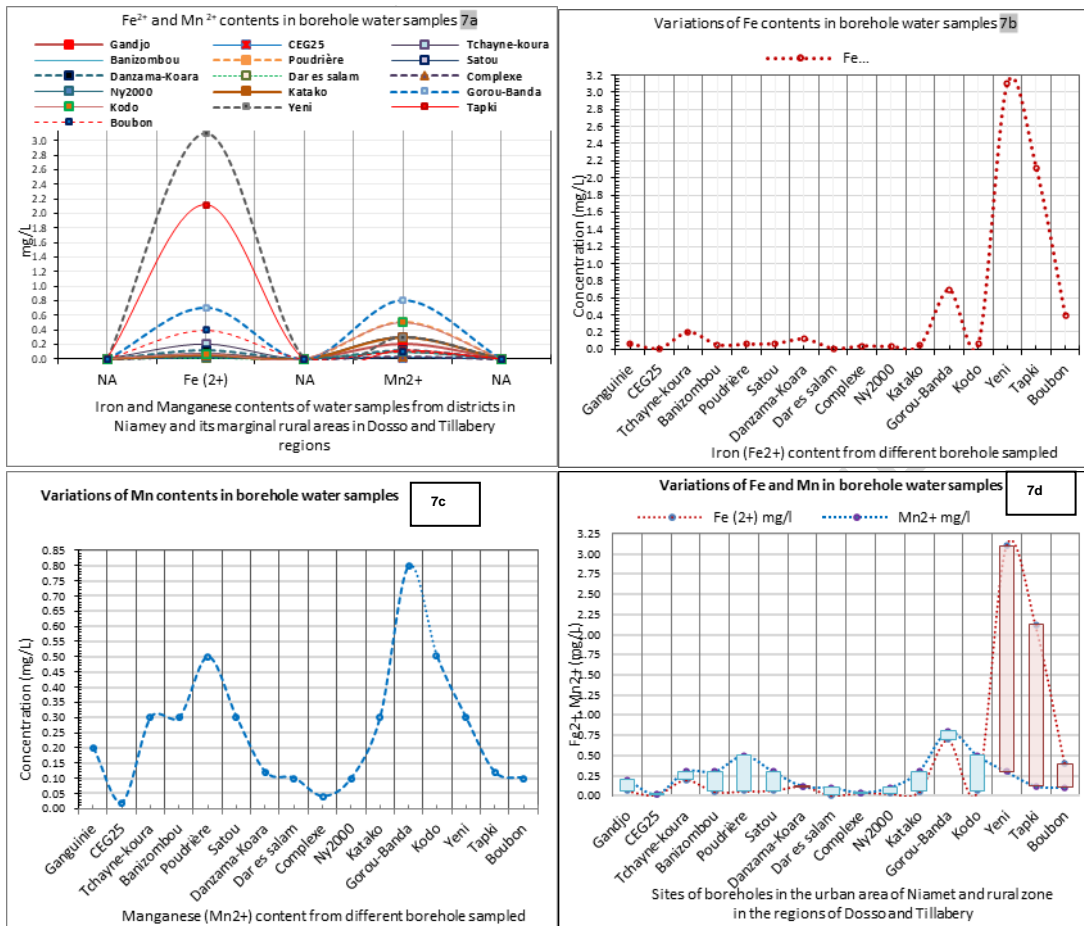 Fe²⁺ and Mn ²⁺ contents in borehole water samples 7a
Gandjo CEG25 Tchayne-koura
Banizombou Poudrière Satou
Danzama-Koara Dar es salam Complexe
Ny2000 Katako Gorou-Banda
Kodo Yeni Tapki
Boubon
mg/L
3.0
2.8
2.6
2.4
2.2
2.0
1.8
1.6
1.4
1.2
1.0
0.8
0.6
0.4
0.2
0.0
NA Fe (2+) NA Mn2+ NA
Iron and Manganese contents of water samples from districts in
Niamey and its marginal rural areas in Dosso and Tillabery
regions
Variations of Fe contents in borehole water samples 7b
Fe...
Concentration (mg/L)
3.2
3.0
2.8
2.6
2.4
2.2
2.0
1.8
1.6
1.4
1.2
1.0
0.8
0.6
0.4
0.2
0.0
Ganguinie
CEG25
Tchayne-koura
Banizombou
Poudrière
Satou
Danzama-Koara
Dar es salam
Complexe
Ny2000
Katako
Gorou-Banda
Kodo
Yeni
Tapki
Boubon
Iron (Fe2+) content from different borehole sampled
Variations of Mn contents in borehole water samples 7c
Concentration (mg/L)
0.85
0.80
0.75
0.70
0.65
0.60
0.55
0.50
0.45
0.40
0.35
0.30
0.25
0.20
0.15
0.10
0.05
0.00
Ganguinie
CEG25
Tchayne-koura
Banizombou
Poudrière
Satou
Danzama-Koara
Dar es salam
Complexe
Ny2000
Katako
Gorou-Banda
Kodo
Yeni
Tapki
Boubon
Manganese (Mn2+) content from different borehole sampled
Variations of Fe and Mn in borehole water samples 7d
Fe (2+) mg/l Mn2+ mg/l
Fe2+, Mn2+ (mg/L)
3.25
3.00
2.75
2.50
2.25
2.00
1.75
1.50
1.25
1.00
0.75
0.50
0.25
0.00
Gandjo
CEG25
Tchayne-koura
Banizombou
Poudrière
Satou
Danzama-Koara
Dar es salam
Complexe
Ny2000
Katako
Gorou-Banda
Kodo
Yeni
Tapki
Boubon
Sites of boreholes in the urban area of Niamet and rural zone
in the regions of Dosso and Tillabery